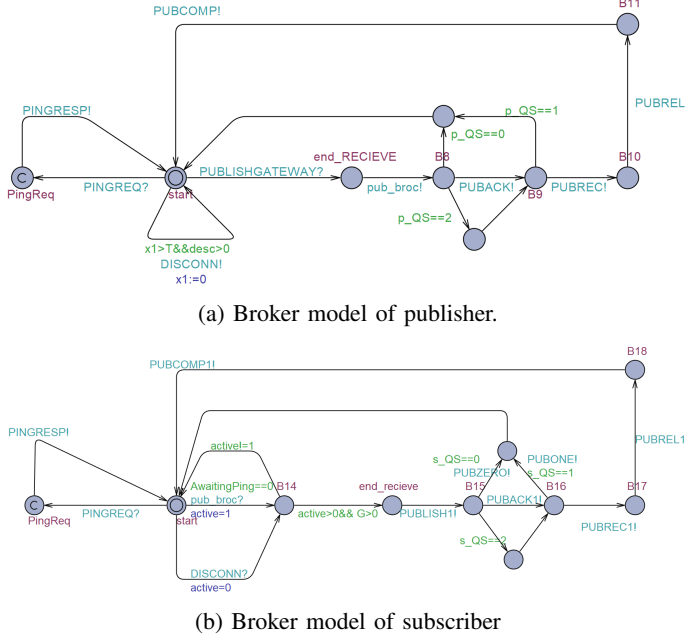 B11
PUBCOMP!
PUBREL
PINGRESP!
p_QS==1
p_QS==0
end_RECIEVE
B8
B10
C
PUBLISHGATEWAY?
PINGREQ?
pub_broc!
PUBACK!
PUBREC!
PingReq
start
B9
p_QS==2
x1>T&&desc>0
DISCONN!
x1:=0
(a) Broker model of publisher.
B18
PUBCOMP1!
PINGRESP!
active!=1
PUBREL1
s_QS==0
PUBONE!
PUBZERO!
s_QS==1
AwaitingPing==0
B14
end_recieve
B15
B16
B17
pub_broc?
C
PINGREQ?
active=1
active>0&& G>0
PUBLISH1!
PUBACK1!
PUBREC1!
PingReq
start
s_QS==2
DISCONN?
active=0
(b) Broker model of subscriber